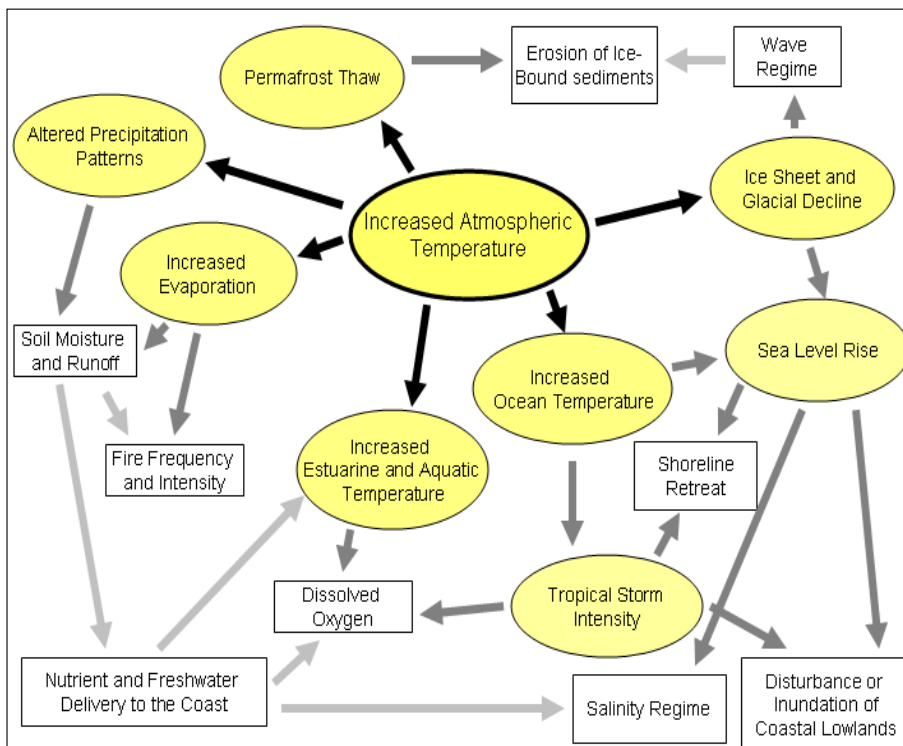 Permafrost Thaw
Erosion of Ice-
Bound sediments
Wave
Regime
Altered Precipitation
Patterns
Ice Sheet and
Glacial Decline
Increased Atmospheric
Temperature
Increased
Evaporation
Soil Moisture
and Runoff
Sea Level Rise
Increased
Ocean Temperature
Fire Frequency
and Intensity
Increased
Estuarine and Aquatic
Temperature
Shoreline
Retreat
Dissolved
Oxygen
Tropical Storm
Intensity
Nutrient and Freshwater
Delivery to the Coast
Salinity Regime
Disturbance or
Inundation of
Coastal Lowlands